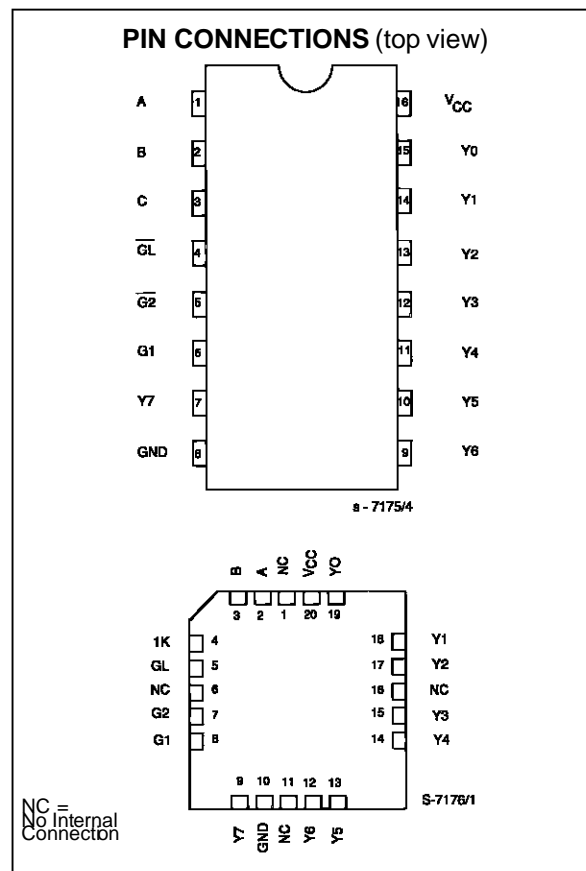 PIN CONNECTIONS (top view)
A 1 16 VCC
B 2 15 Y0
C 3 14 Y1
G̅L̅ 4 13 Y2
G̅2̅ 5 12 Y3
G1 6 11 Y4
Y7 7 10 Y5
GND 8 9 Y6
s - 7175/4
B A NC VCC YO
3 2 1 20 19
1K 4 18 Y1
GL 5 17 Y2
NC 6 16 NC
G2 7 15 Y3
G1 8 14 Y4
9 10 11 12 13
Y7 GND NC Y6 Y5
S-7176/1
NC =
No Internal
Connection